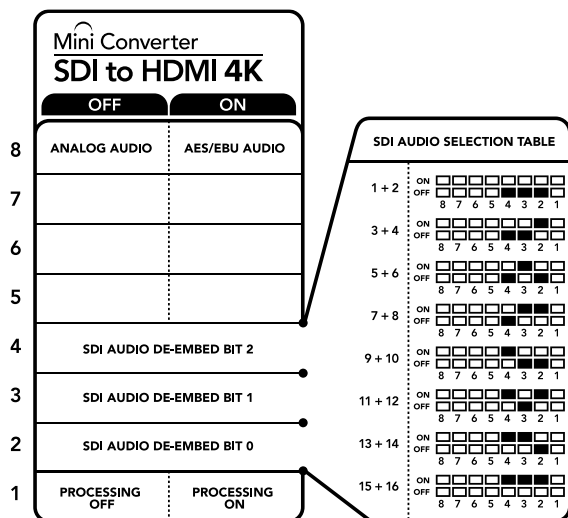 Mini Converter
SDI to HDMI 4K
OFF ON
8 ANALOG AUDIO AES/EBU AUDIO
7
6
5
4 SDI AUDIO DE-EMBED BIT 2
3 SDI AUDIO DE-EMBED BIT 1
2 SDI AUDIO DE-EMBED BIT 0
1 PROCESSING OFF PROCESSING ON
SDI AUDIO SELECTION TABLE
1 + 2 ON
OFF
8 7 6 5 4 3 2 1
3 + 4 ON
OFF
8 7 6 5 4 3 2 1
5 + 6 ON
OFF
8 7 6 5 4 3 2 1
7 + 8 ON
OFF
8 7 6 5 4 3 2 1
9 + 10 ON
OFF
8 7 6 5 4 3 2 1
11 + 12 ON
OFF
8 7 6 5 4 3 2 1
13 + 14 ON
OFF
8 7 6 5 4 3 2 1
15 + 16 ON
OFF
8 7 6 5 4 3 2 1